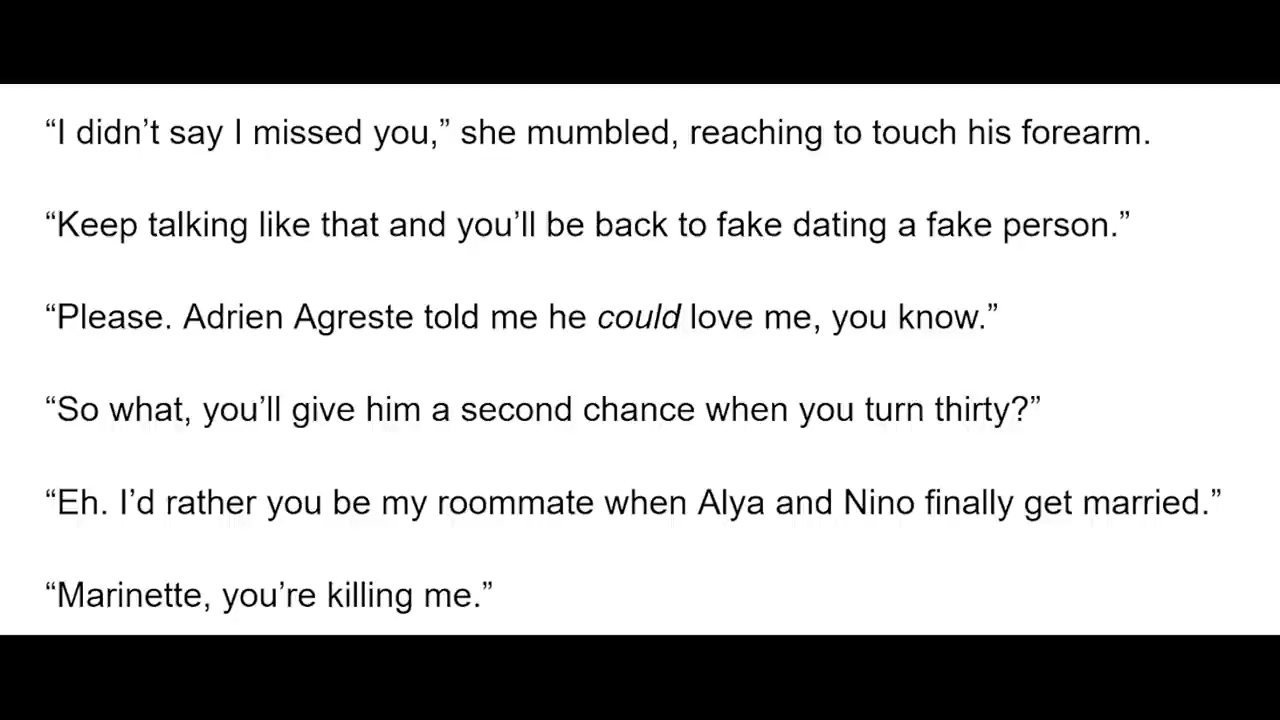 “I didn’t say I missed you,” she mumbled, reaching to touch his forearm.
“Keep talking like that and you’ll be back to fake dating a fake person.”
“Please. Adrien Agreste told me he could love me, you know.”
“So what, you’ll give him a second chance when you turn thirty?”
“Eh. I’d rather you be my roommate when Alya and Nino finally get married.”
“Marinette, you’re killing me.”